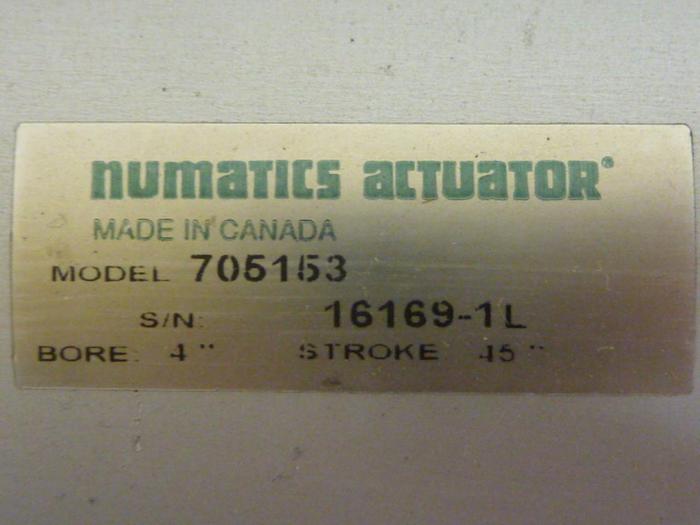 numatics actuator®
MADE IN CANADA
MODEL 705153
S/N: 16169-1L
BORE: 4" STROKE 45"